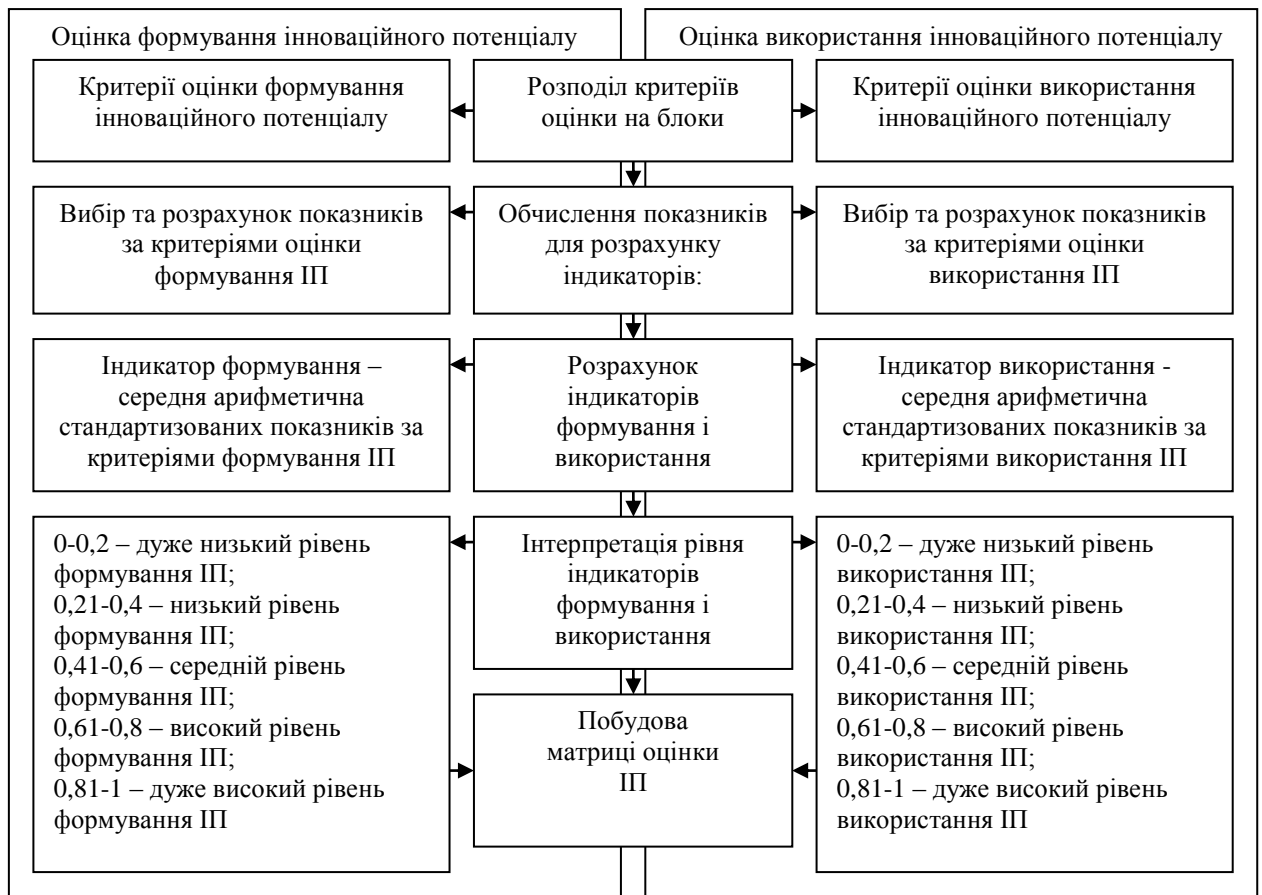 Оцінка формування інноваційного потенціалу
Оцінка використання інноваційного потенціалу
Критерії оцінки формування
інноваційного потенціалу
Розподіл критеріїв
оцінки на блоки
Критерії оцінки використання
інноваційного потенціалу
Вибір та розрахунок показників
за критеріями оцінки
формування ІП
Обчислення показників
для розрахунку
індикаторів:
Вибір та розрахунок показників
за критеріями оцінки
використання ІП
Індикатор формування –
середня арифметична
стандартизованих показників за
критеріями формування ІП
Розрахунок
індикаторів
формування і
використання
Індикатор використання -
середня арифметична
стандартизованих показників за
критеріями використання ІП
0-0,2 – дуже низький рівень
формування ІП;
0,21-0,4 – низький рівень
формування ІП;
0,41-0,6 – середній рівень
формування ІП;
0,61-0,8 – високий рівень
формування ІП;
0,81-1 – дуже високий рівень
формування ІП
Інтерпретація рівня
індикаторів
формування і
використання
0-0,2 – дуже низький рівень
використання ІП;
0,21-0,4 – низький рівень
використання ІП;
0,41-0,6 – середній рівень
використання ІП;
0,61-0,8 – високий рівень
використання ІП;
0,81-1 – дуже високий рівень
використання ІП
Побудова
матриці оцінки
ІП